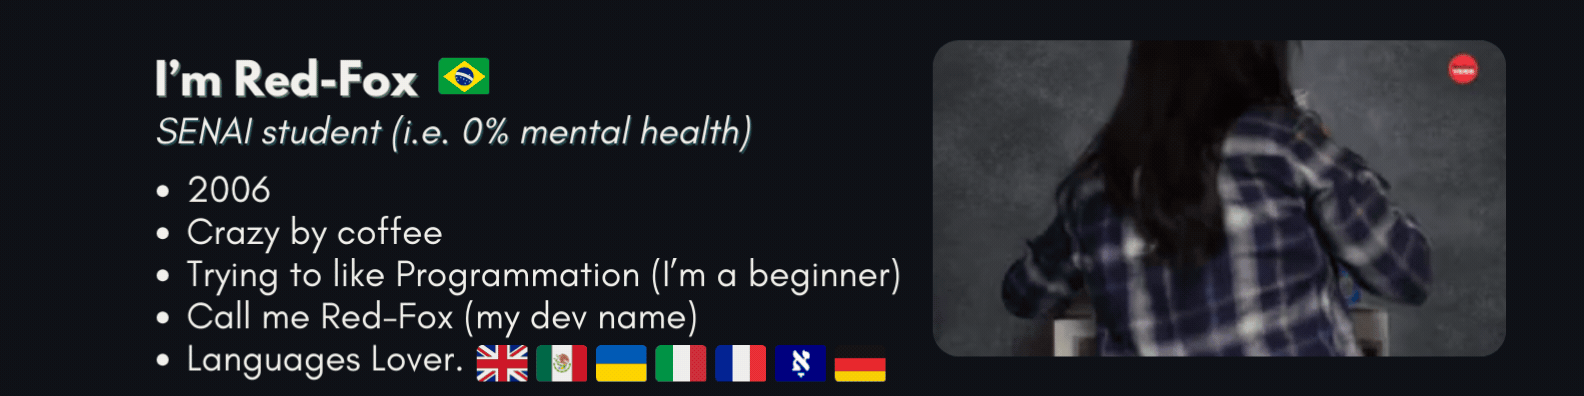 I'm Red-Fox
SENAI student (i.e. 0% mental health)
• 2006
• Crazy by coffee
• Trying to like Programmation (I'm a beginner)
• Call me Red-Fox (my dev name)
• Languages Lover.